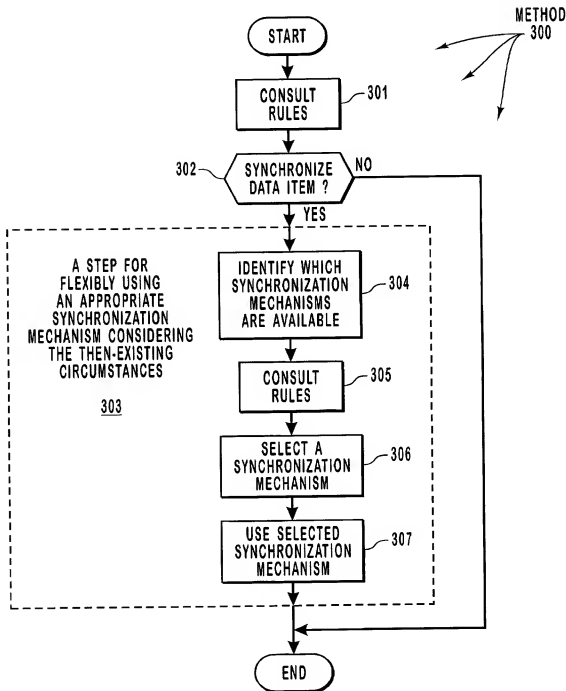 METHOD
300
START
CONSULT
RULES
301
302
SYNCHRONIZE
DATA ITEM ?
NO
YES
A STEP FOR
FLEXIBLY USING
AN APPROPRIATE
SYNCHRONIZATION
MECHANISM CONSIDERING
THE THEN-EXISTING
CIRCUMSTANCES
303
IDENTIFY WHICH
SYNCHRONIZATION
MECHANISMS
ARE AVAILABLE
304
CONSULT
RULES
305
SELECT A
SYNCHRONIZATION
MECHANISM
306
USE SELECTED
SYNCHRONIZATION
MECHANISM
307
END